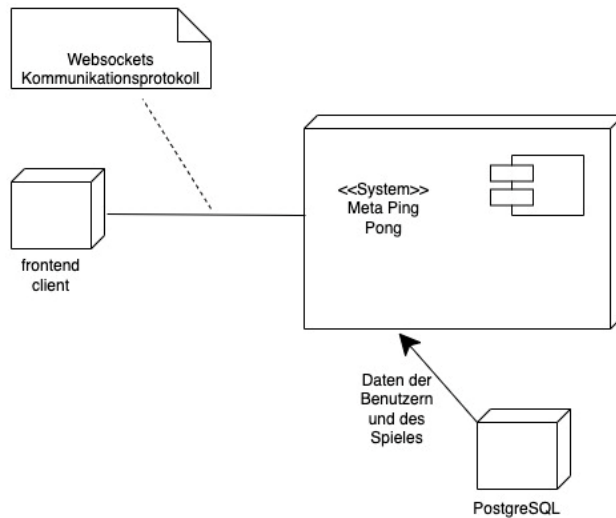 Websockets
Kommunikationsprotokoll
<<System>>
Meta Ping
Pong
frontend
client
Daten der
Benutzern
und des
Spieles
PostgreSQL